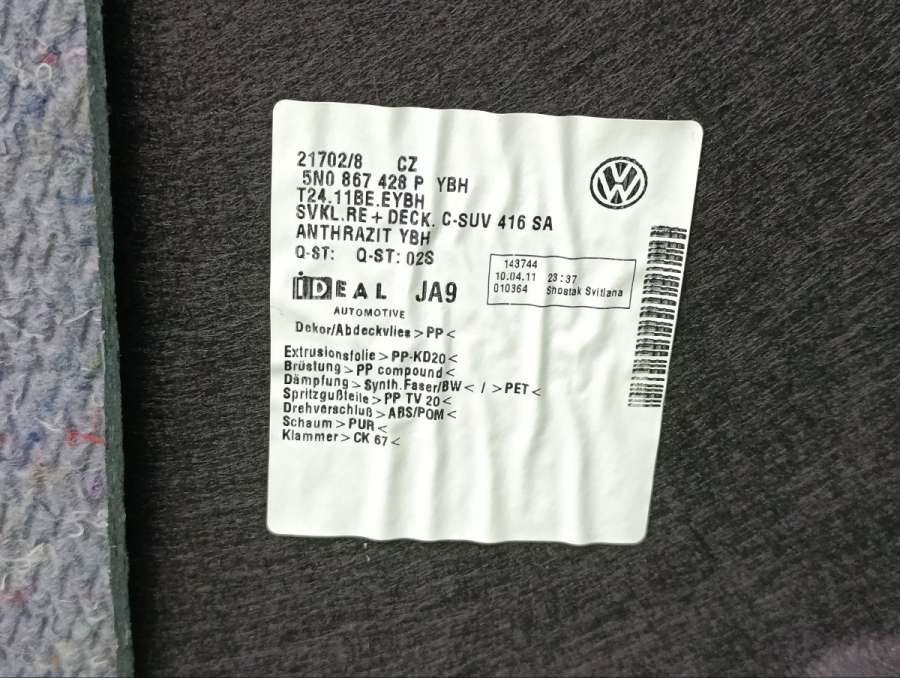 21702/8 CZ
5N0 867 428 P YBH
T24.11BE.EYBH
SVKL.RE + DECK. C-SUV 416 SA
ANTHRAZIT YBH
Q-ST: Q-ST: 02S
143744
10.04.11 23:37
010364 Shostak Svitlana
IDEAL JA9
AUTOMOTIVE
Dekor/Abdeckvlies >PP<
Extrusionsfolie >PP-KD20<
Brüstung >PP compound<
Dämpfung >Synth.Faser/BW< / >PET<
Spritzgußteile >PP TV 20<
Drehverschluß >ABS/POM<
Schaum >PUR<
Klammer >CK 67<